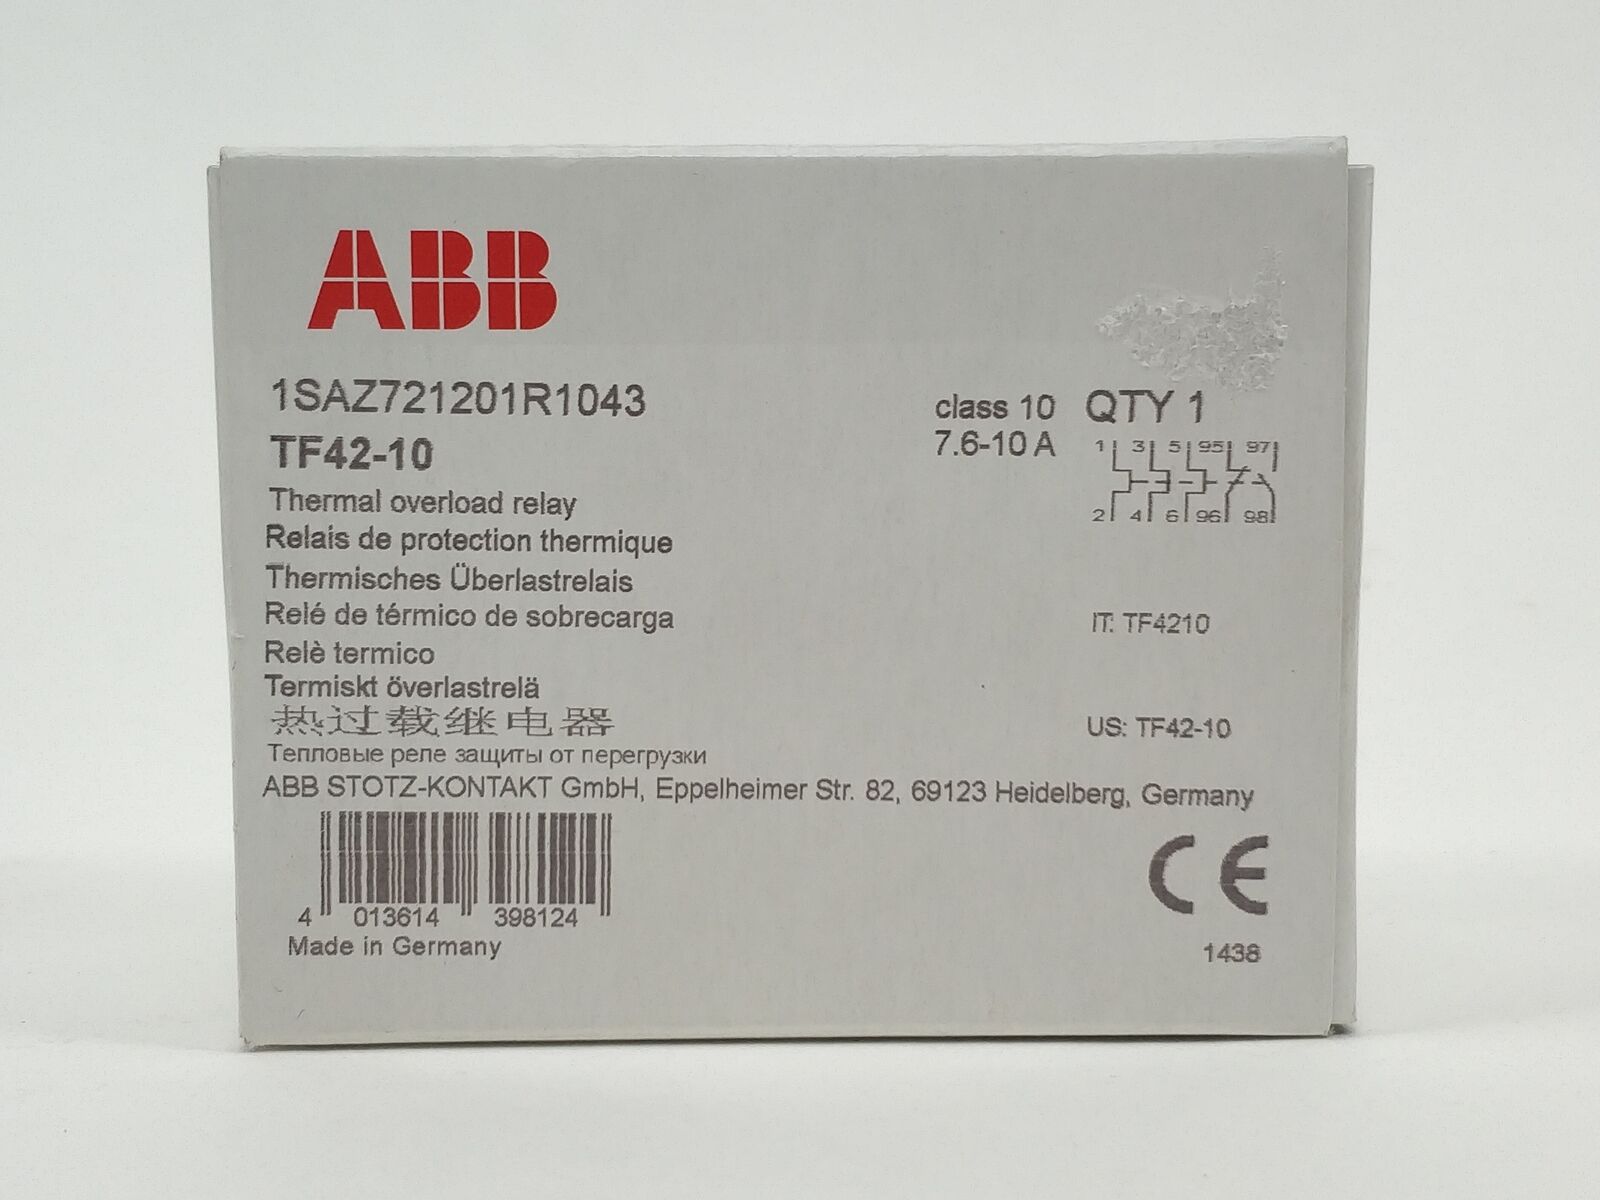 ABB
1SAZ721201R1043
class 10 QTY 1
TF42-10
7.6-10 A
1 3 5 95 97
2 4 6 96 98
Thermal overload relay
Relais de protection thermique
Thermisches Überlastrelais
Relé de térmico de sobrecarga
IT: TF4210
Relè termico
Termiskt överlastrelä
热过载继电器
US: TF42-10
Тепловые реле защиты от перегрузки
ABB STOTZ-KONTAKT GmbH, Eppelheimer Str. 82, 69123 Heidelberg, Germany
CE
4 013614 398124
Made in Germany
1438